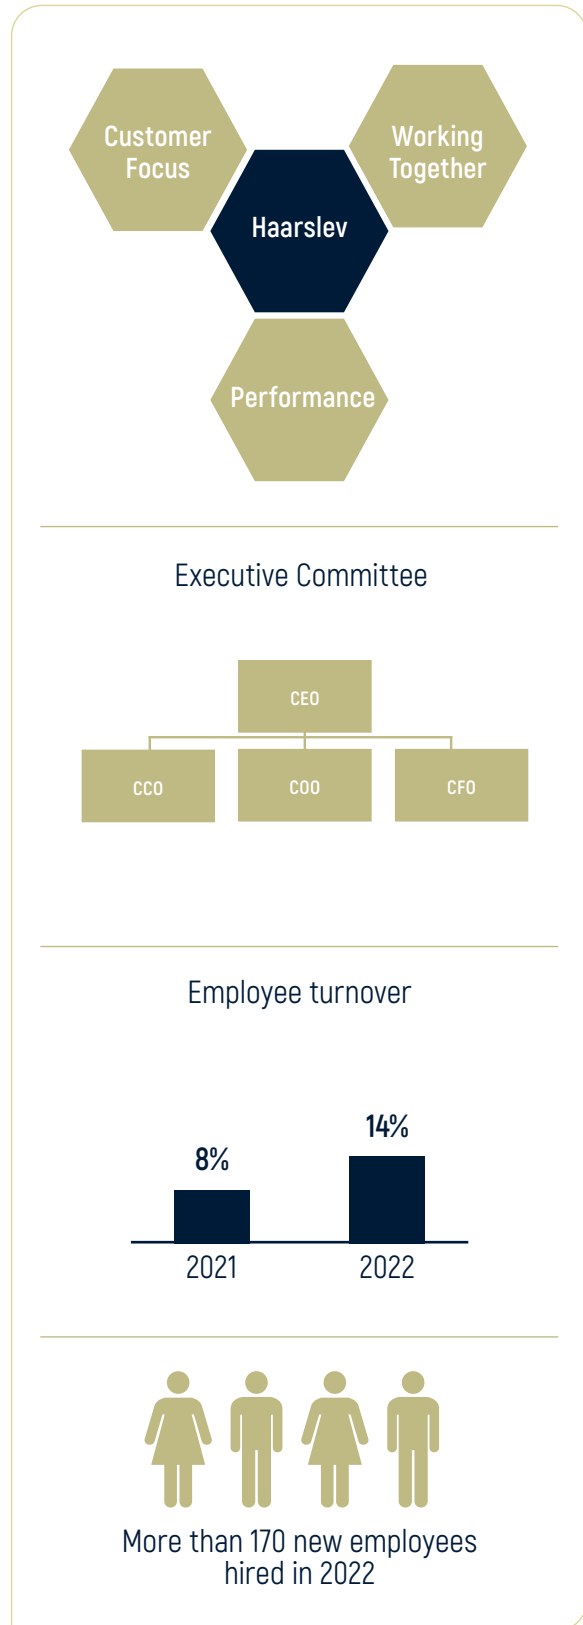 Customer
Focus
Working
Together
Haarslev
Performance
Executive Committee
CEO
CCO
COO
CFO
Employee turnover
8%
14%
2021
2022
More than 170 new employees
hired in 2022